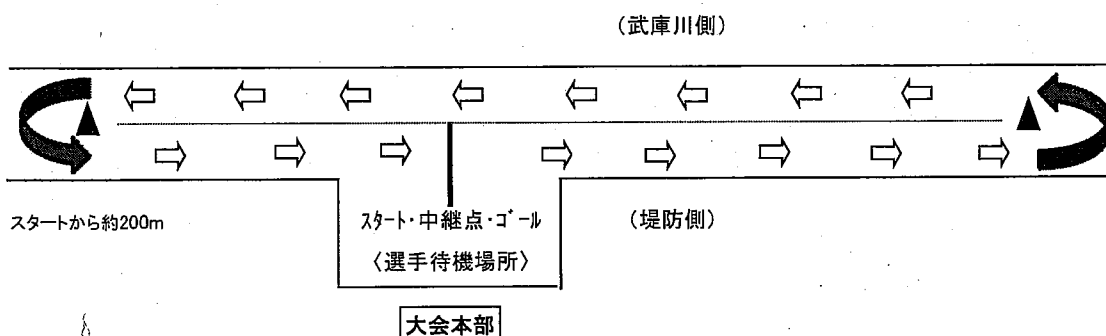 (武庫川側)
スタートから約200m
ｽﾀｰﾄ・中継点・ｺﾞｰﾙ
(堤防側)
〈選手待機場所〉
大会本部